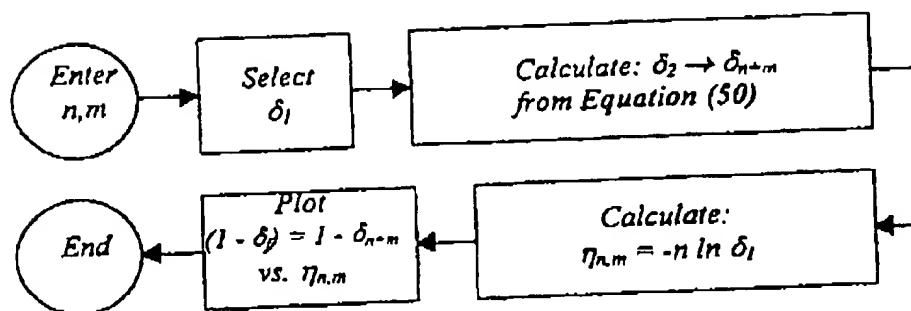 Enter
n,m
Select
δ₁
Calculate: δ₂ → δₙ₊ₘ
from Equation (50)
Calculate:
ηₙ,ₘ = -n ln δ₁
Plot
(1 - δⱼ) = 1 - δₙ₊ₘ
vs. ηₙ,ₘ
End